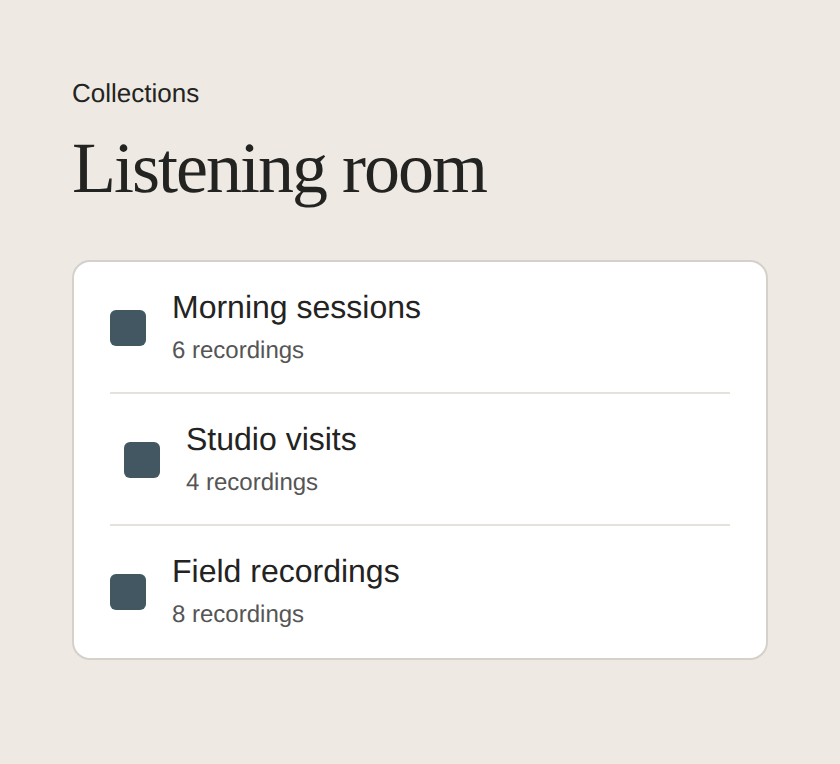 Collections
Listening room
Morning sessions
6 recordings
Studio visits
4 recordings
Field recordings
8 recordings